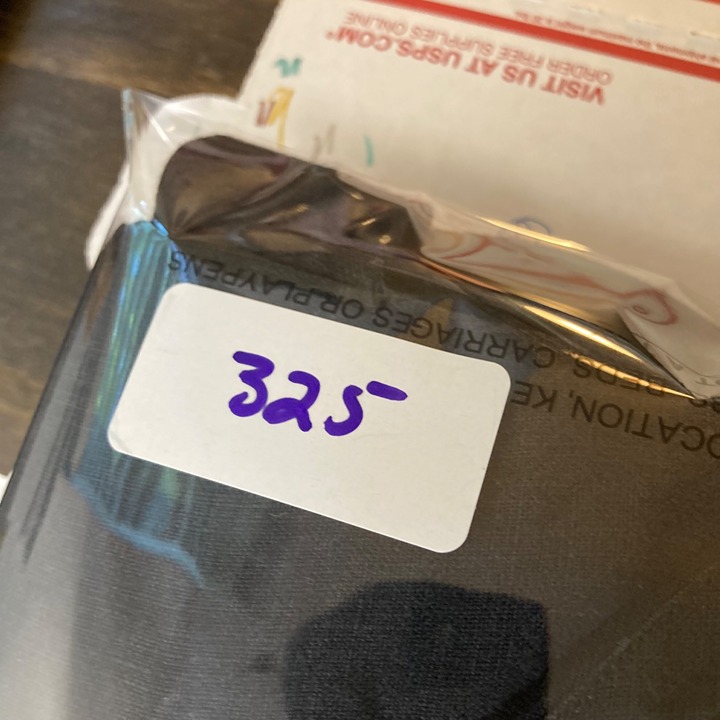 VISIT US AT USPS.COM®
ORDER FREE SUPPLIES ONLINE
325
OCATION, KE
BEDS, CARRIAGES OR PLAYPENS